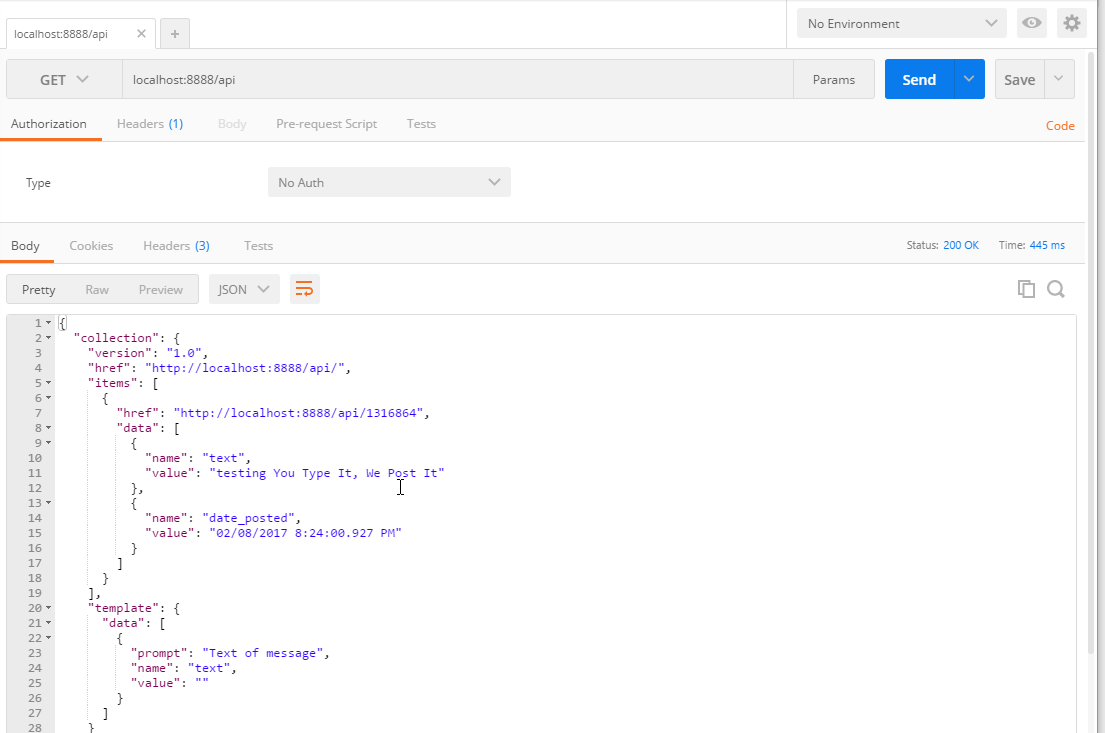 localhost:8888/api × +
No Environment
GET localhost:8888/api Params Send Save
Authorization Headers (1) Body Pre-request Script Tests Code
Type No Auth
Body Cookies Headers (3) Tests Status: 200 OK Time: 445 ms
Pretty Raw Preview JSON
1 {
2 "collection": {
3 "version": "1.0",
4 "href": "http://localhost:8888/api/",
5 "items": [
6 {
7 "href": "http://localhost:8888/api/1316864",
8 "data": [
9 {
10 "name": "text",
11 "value": "testing You Type It, We Post It"
12 },
13 {
14 "name": "date_posted",
15 "value": "02/08/2017 8:24:00.927 PM"
16 }
17 ]
18 }
19 ],
20 "template": {
21 "data": [
22 {
23 "prompt": "Text of message",
24 "name": "text",
25 "value": ""
26 }
27 ]
28 }